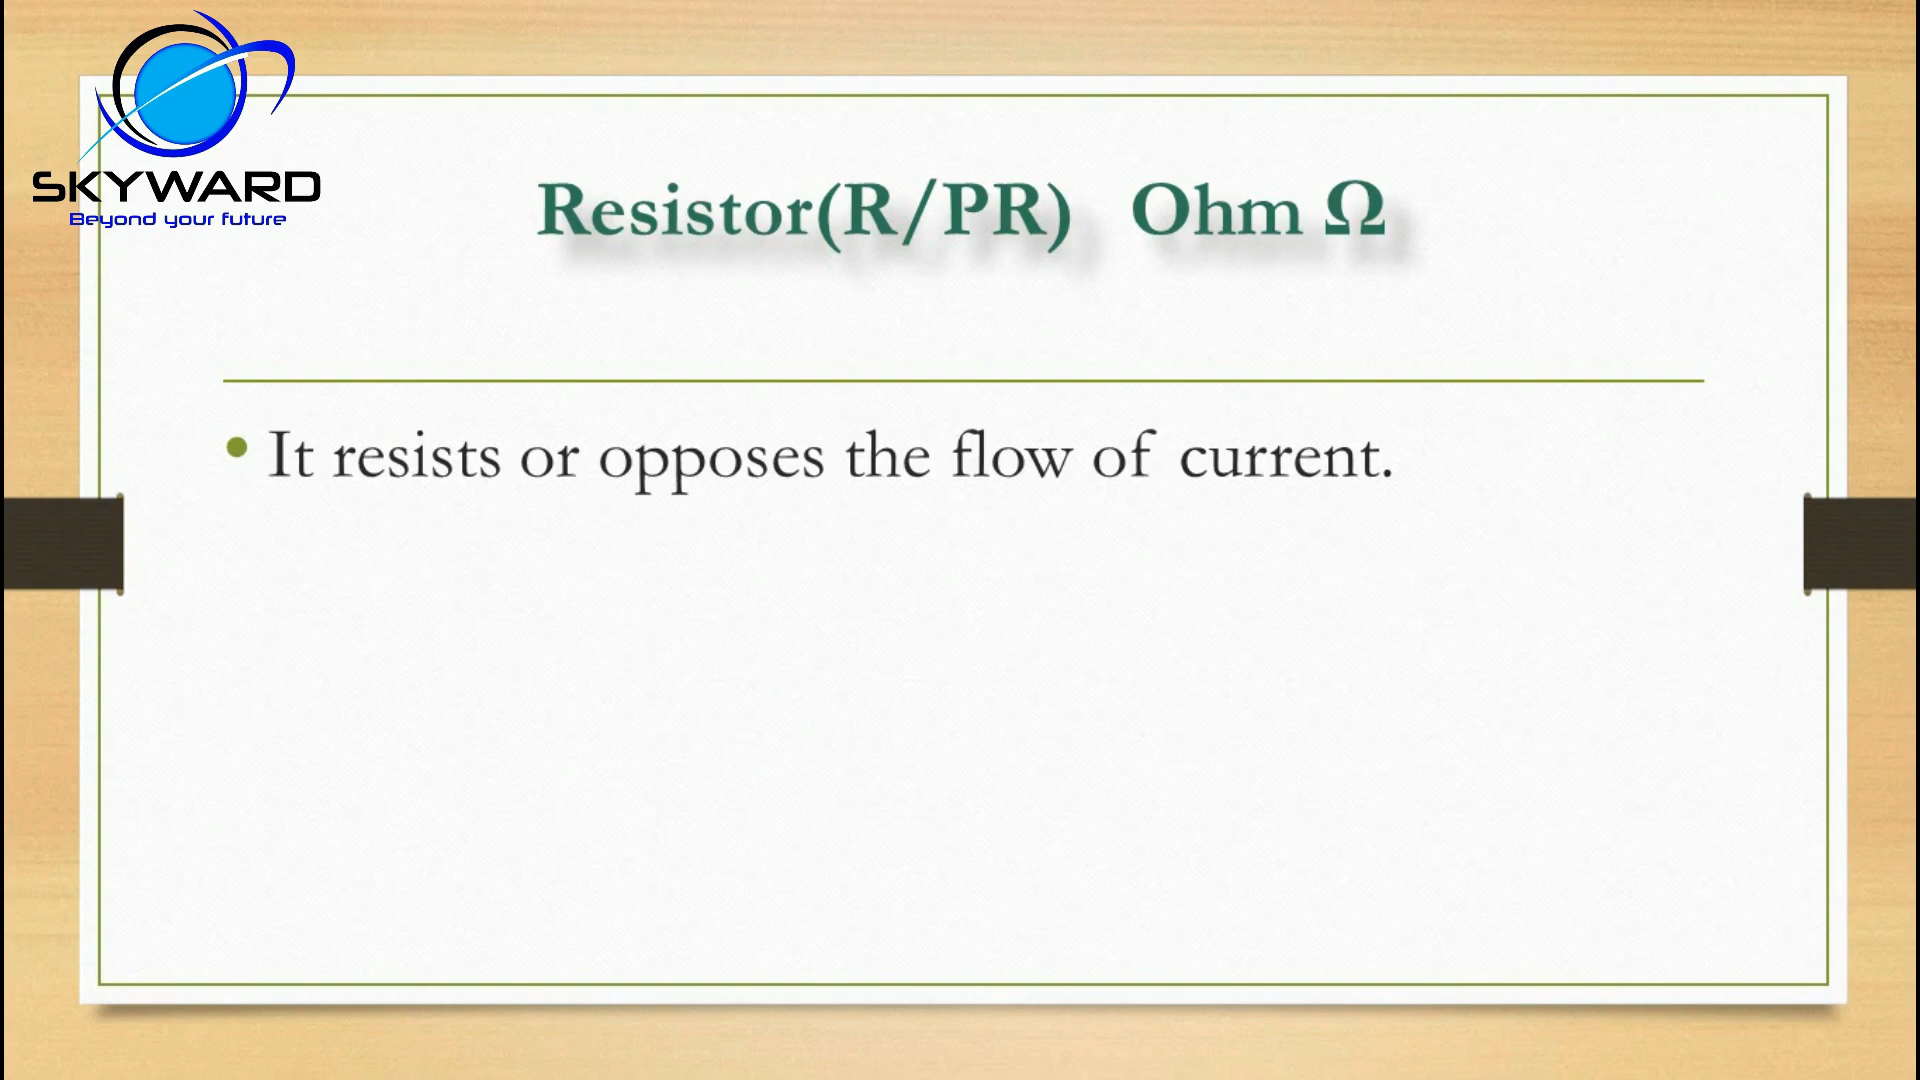 SKYWARD
Beyond your future
Resistor(R/PR) Ohm Ω
• It resists or opposes the flow of current.